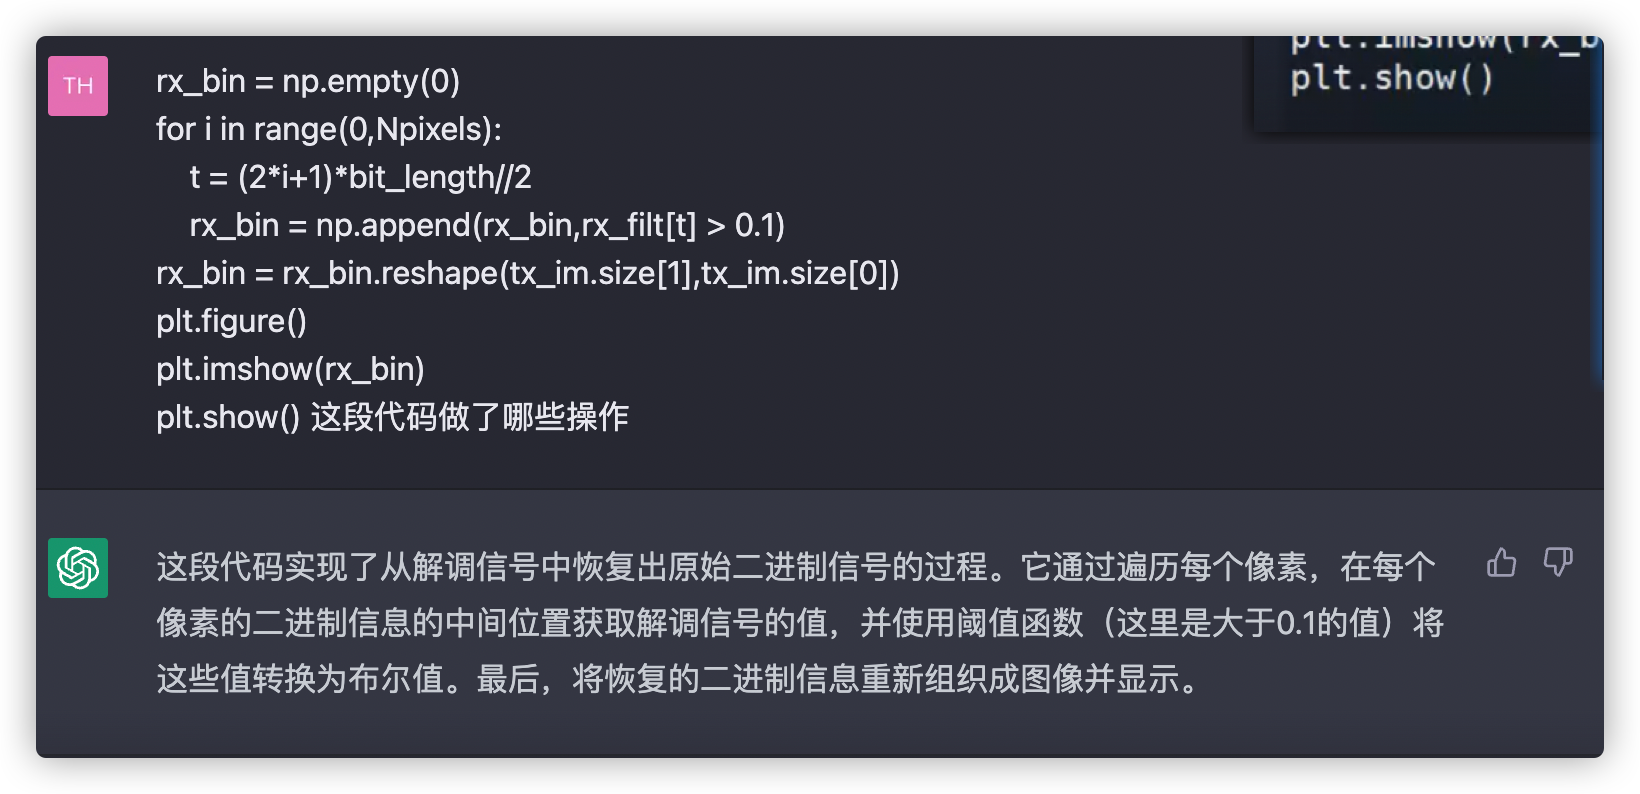 plt.imshow(rx_b
plt.show()
TH
rx_bin = np.empty(0)
for i in range(0,Npixels):
t = (2*i+1)*bit_length//2
rx_bin = np.append(rx_bin,rx_filt[t] > 0.1)
rx_bin = rx_bin.reshape(tx_im.size[1],tx_im.size[0])
plt.figure()
plt.imshow(rx_bin)
plt.show() 这段代码做了哪些操作
这段代码实现了从解调信号中恢复出原始二进制信号的过程。它通过遍历每个像素，在每个
像素的二进制信息的中间位置获取解调信号的值，并使用阈值函数（这里是大于0.1的值）将
这些值转换为布尔值。最后，将恢复的二进制信息重新组织成图像并显示。